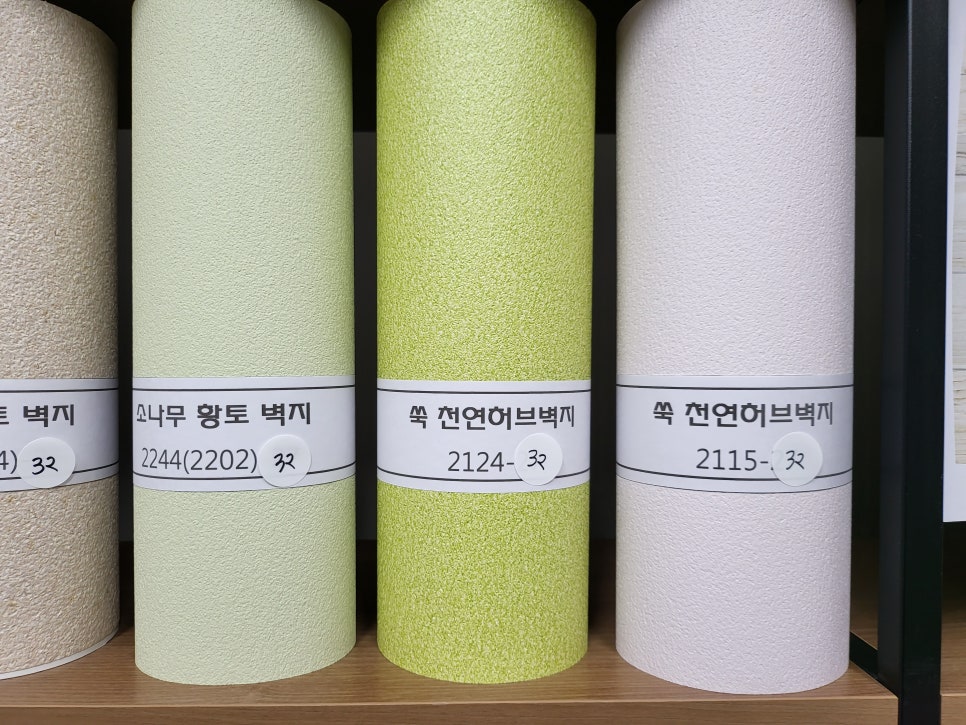 토 벽지
4) 32
소나무 황토 벽지
2244(2202) 32
쑥 천연허브벽지
2124- 32
쑥 천연허브벽지
2115- 32